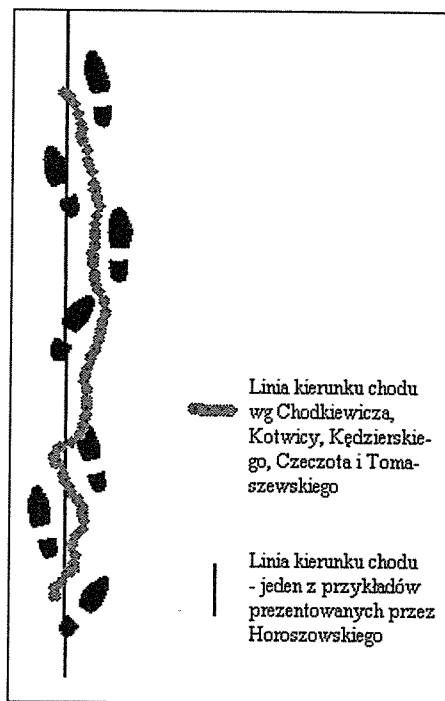 Linia kierunku chodu
wg Chodkiewicza,
Kotwicy, Kędzierskie-
go, Czeczota i Toma-
szewskiego
Linia kierunku chodu
- jeden z przykładów
prezentowanych przez
Horoszowskiego